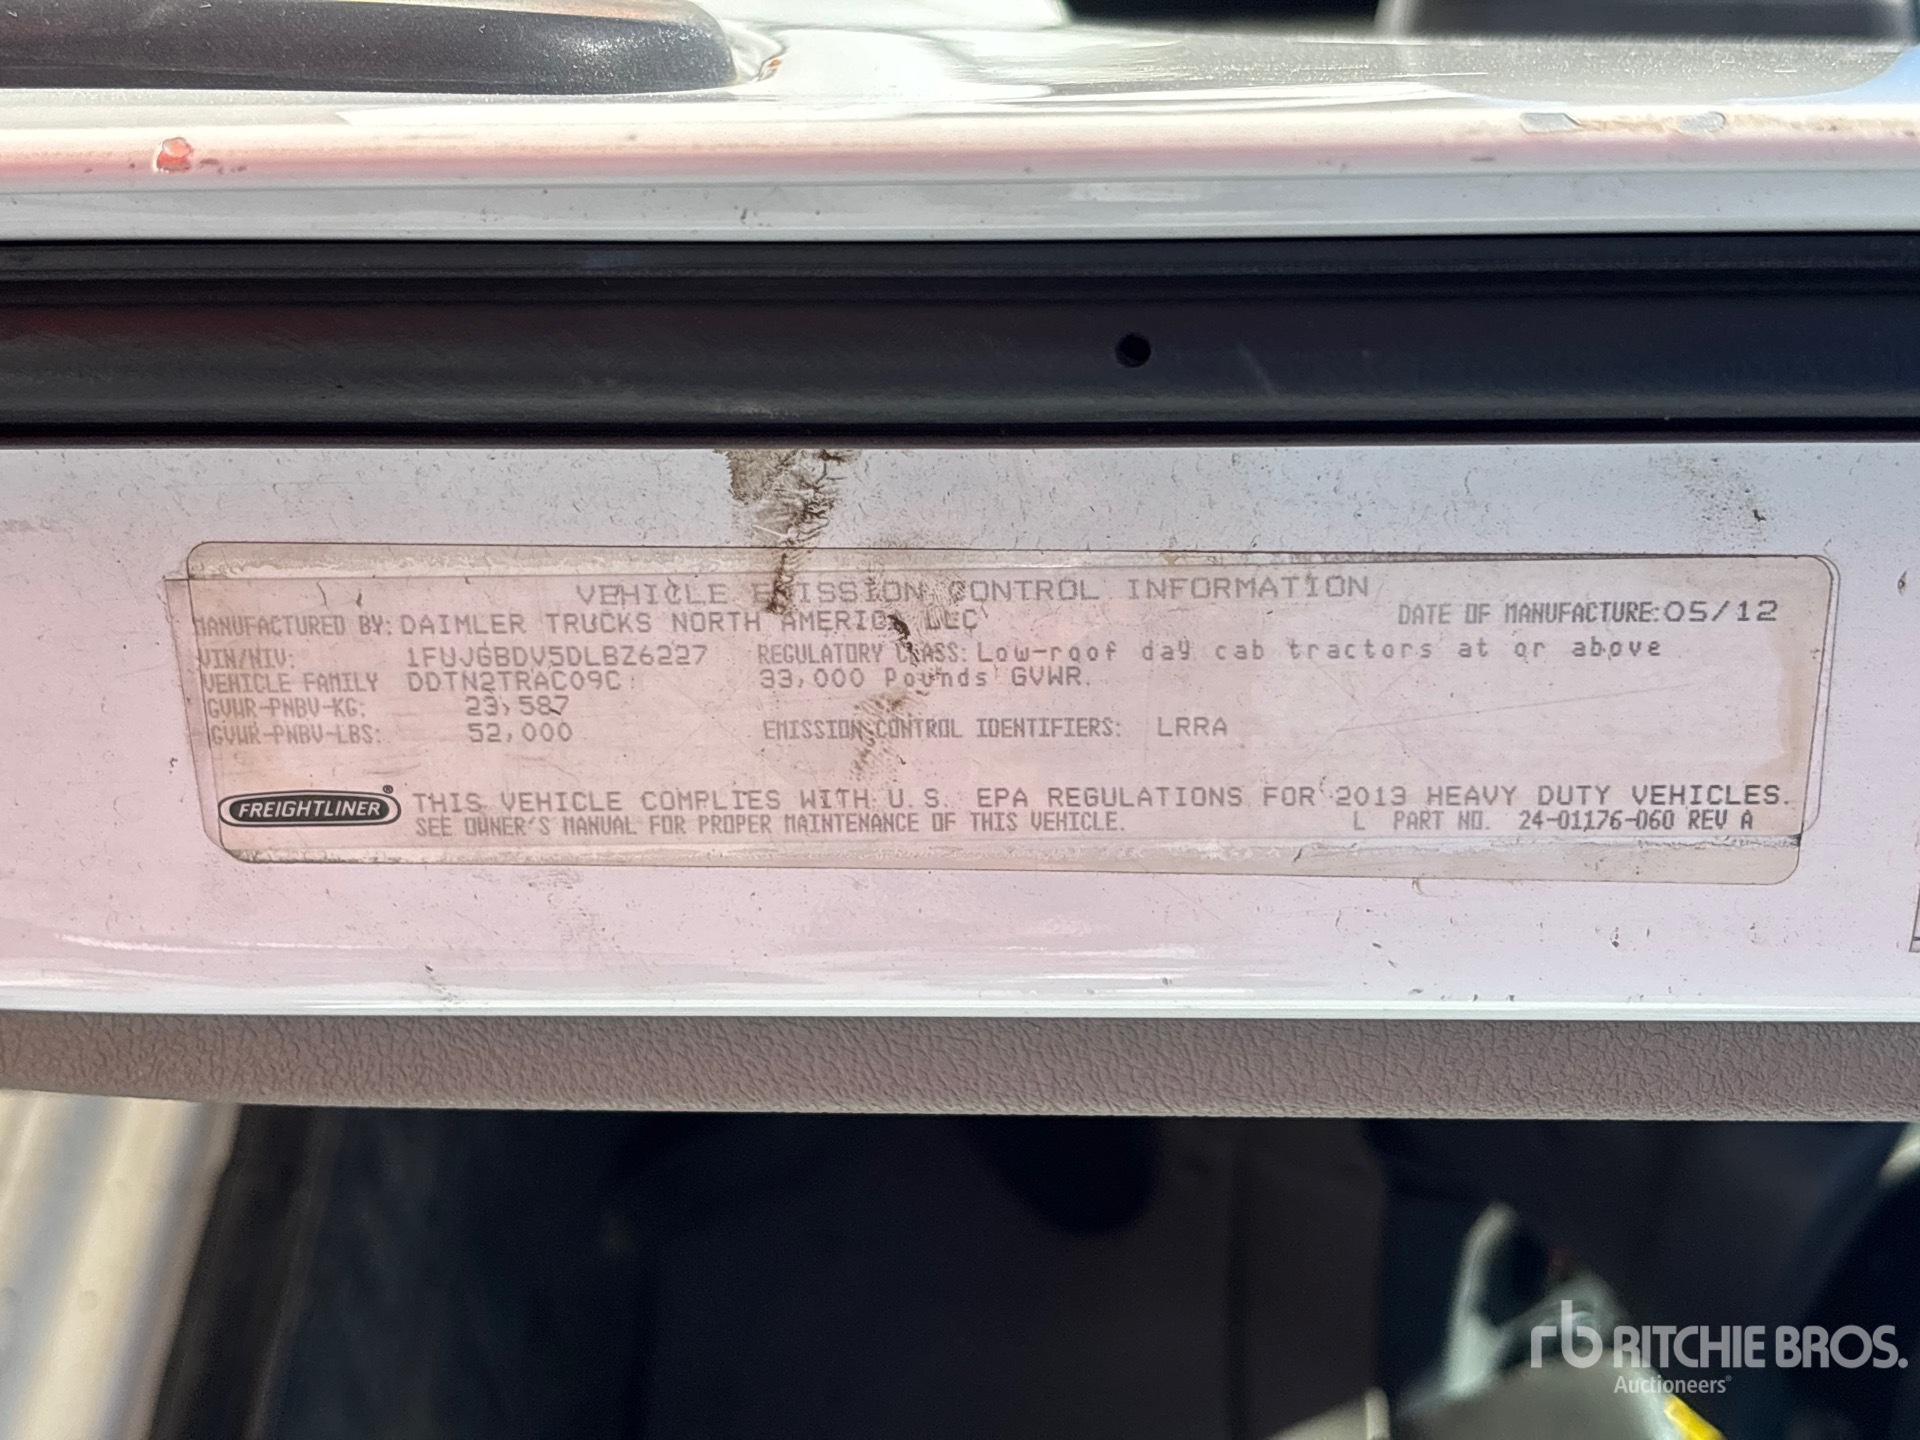 VEHICLE EMISSION CONTROL INFORMATION
MANUFACTURED BY: DAIMLER TRUCKS NORTH AMERICA LLC
DATE OF MANUFACTURE: 05/12
VIN/NIV: 1FUJGBDV5DLBZ6227
REGULATORY CLASS: Low-roof day cab tractors at or above
VEHICLE FAMILY DDTN2TRAC09C
33,000 Pounds GVWR.
GVWR-PNBV-KG: 23,587
GVWR-PNBV-LBS: 52,000
EMISSION CONTROL IDENTIFIERS: LRRA
FREIGHTLINER®
THIS VEHICLE COMPLIES WITH U.S. EPA REGULATIONS FOR 2013 HEAVY DUTY VEHICLES.
SEE OWNER'S MANUAL FOR PROPER MAINTENANCE OF THIS VEHICLE.
L PART NO. 24-01176-060 REV A
rb RITCHIE BROS.
Auctioneers